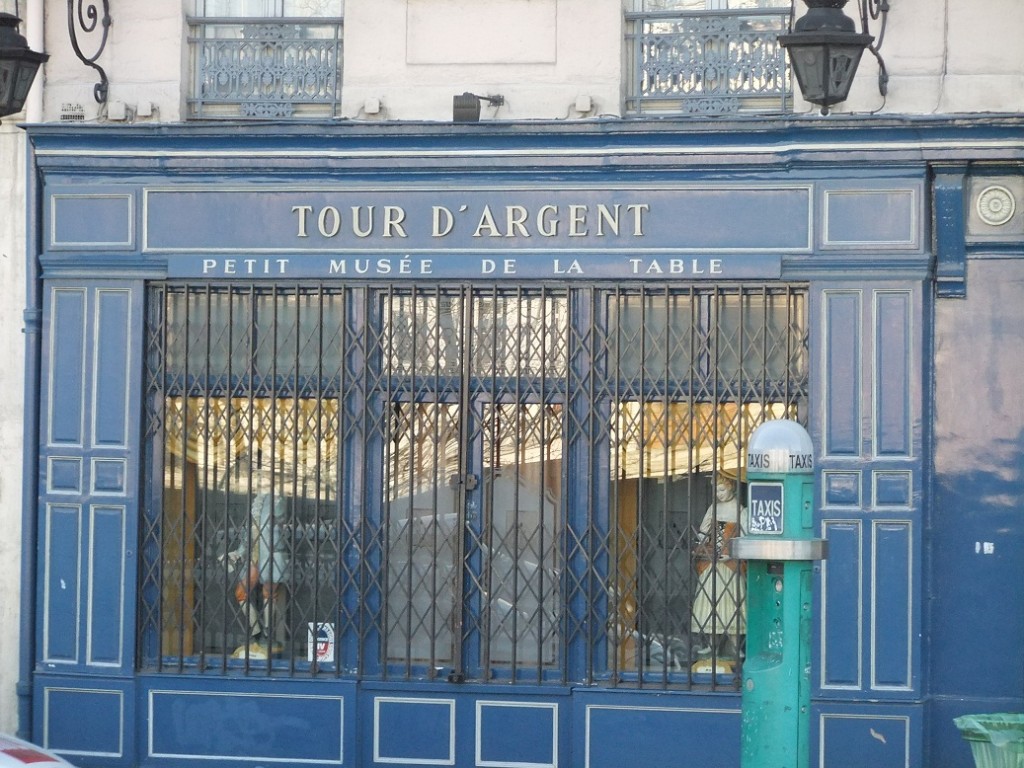 TOUR D'ARGENT
PETIT MUSÉE DE LA TABLE
TAXIS TAXIS
TAXIS